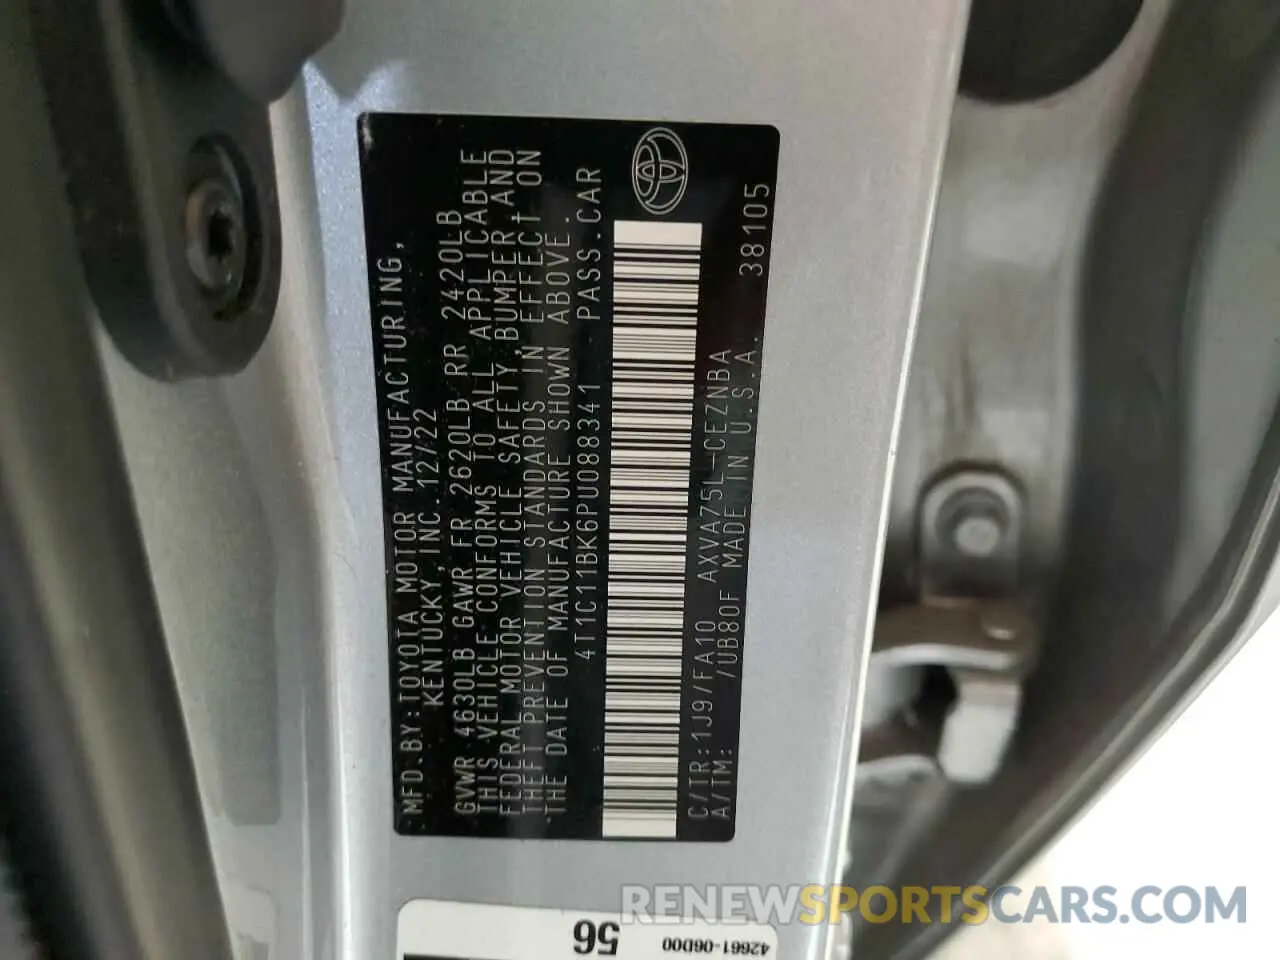 MFD.BY:TOYOTA MOTOR MANUFACTURING,
KENTUCKY,INC. 12/22
GVWR 4630LB GAWR FR 2620LB RR 2420LB
THIS VEHICLE CONFORMS TO ALL APPLICABLE
FEDERAL MOTOR VEHICLE SAFETY, BUMPER, AND
THEFT PREVENTION STANDARDS IN EFFECT ON
THE DATE OF MANUFACTURE SHOWN ABOVE.
4T1C11BK6PU088341 PASS.CAR
C/TR:1J9/FA10 AXVA75L-CEZNBA
A/TM: /UB80F MADE IN U.S.A. 38105
56
42661-06D00
RENEWSPORTSCARS.COM